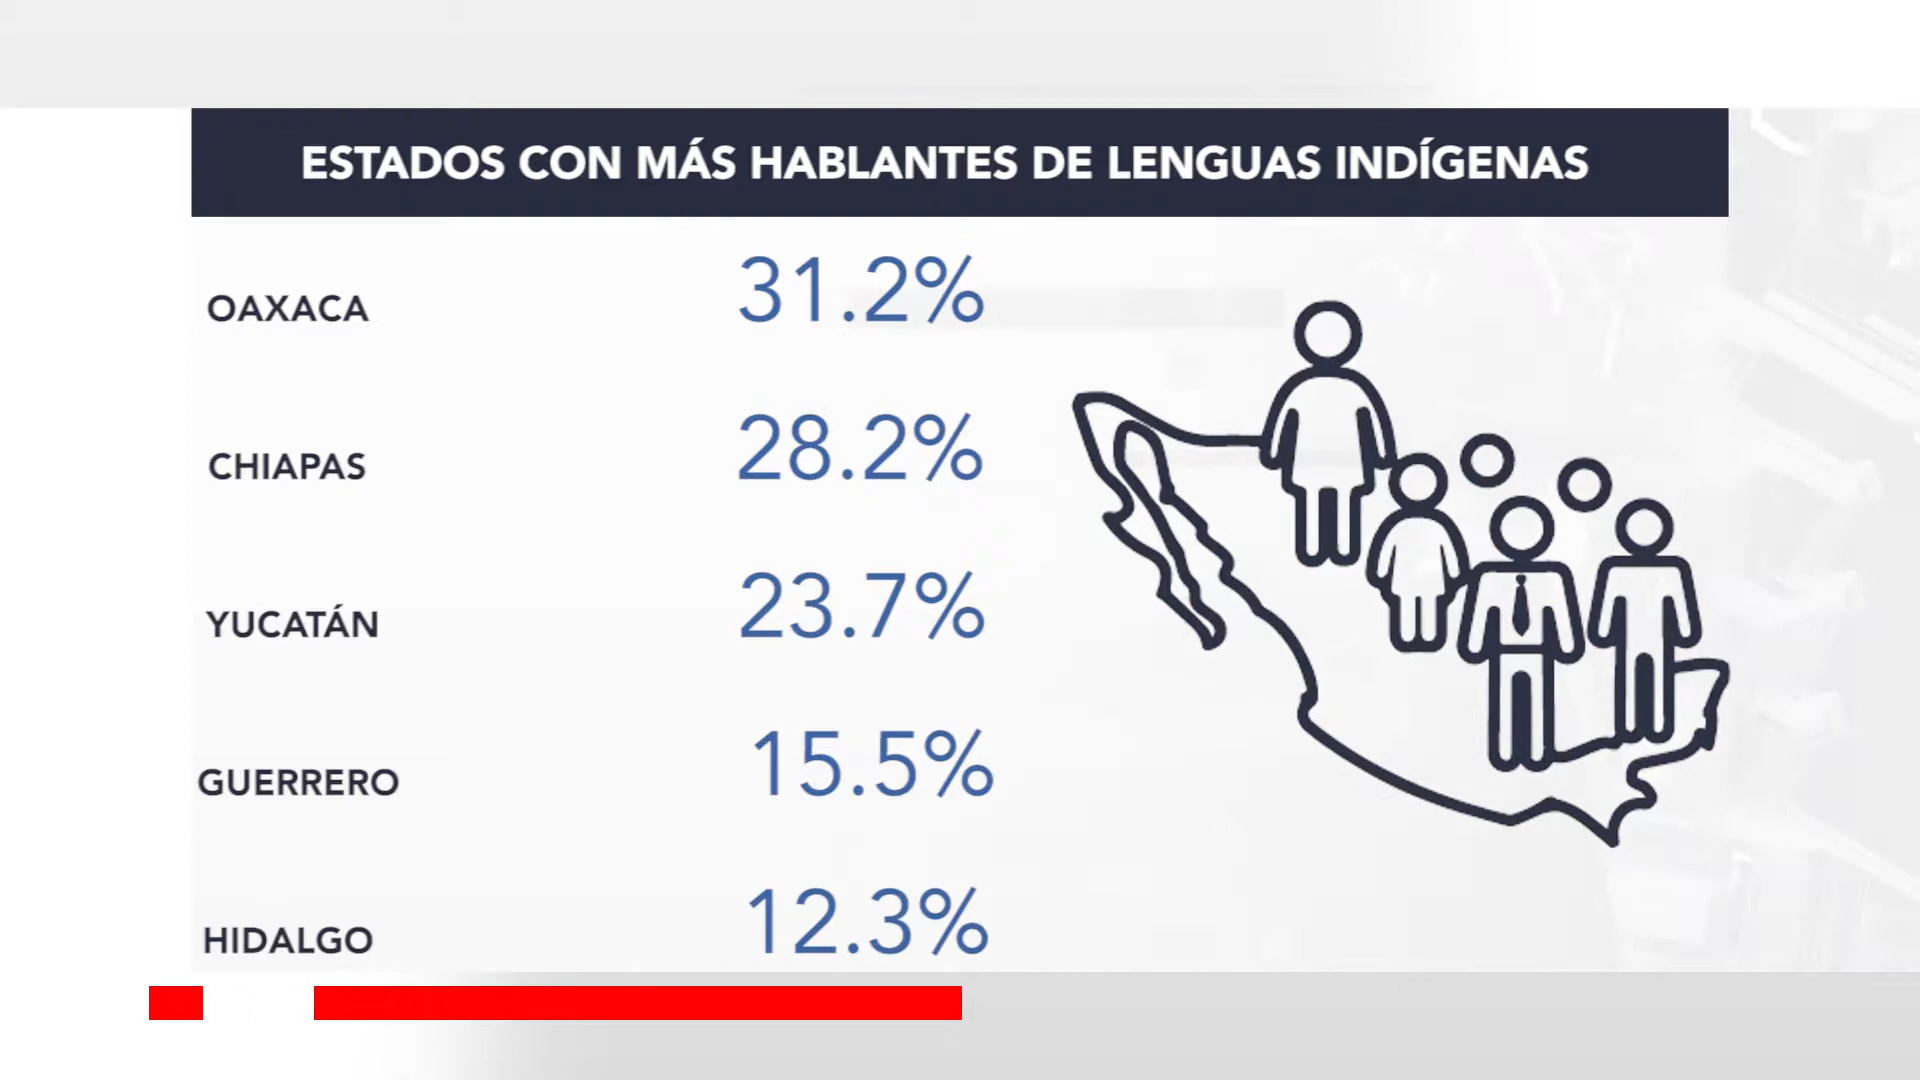 ESTADOS CON MÁS HABLANTES DE LENGUAS INDÍGENAS
OAXACA 31.2%
CHIAPAS 28.2%
YUCATÁN 23.7%
GUERRERO 15.5%
HIDALGO 12.3%